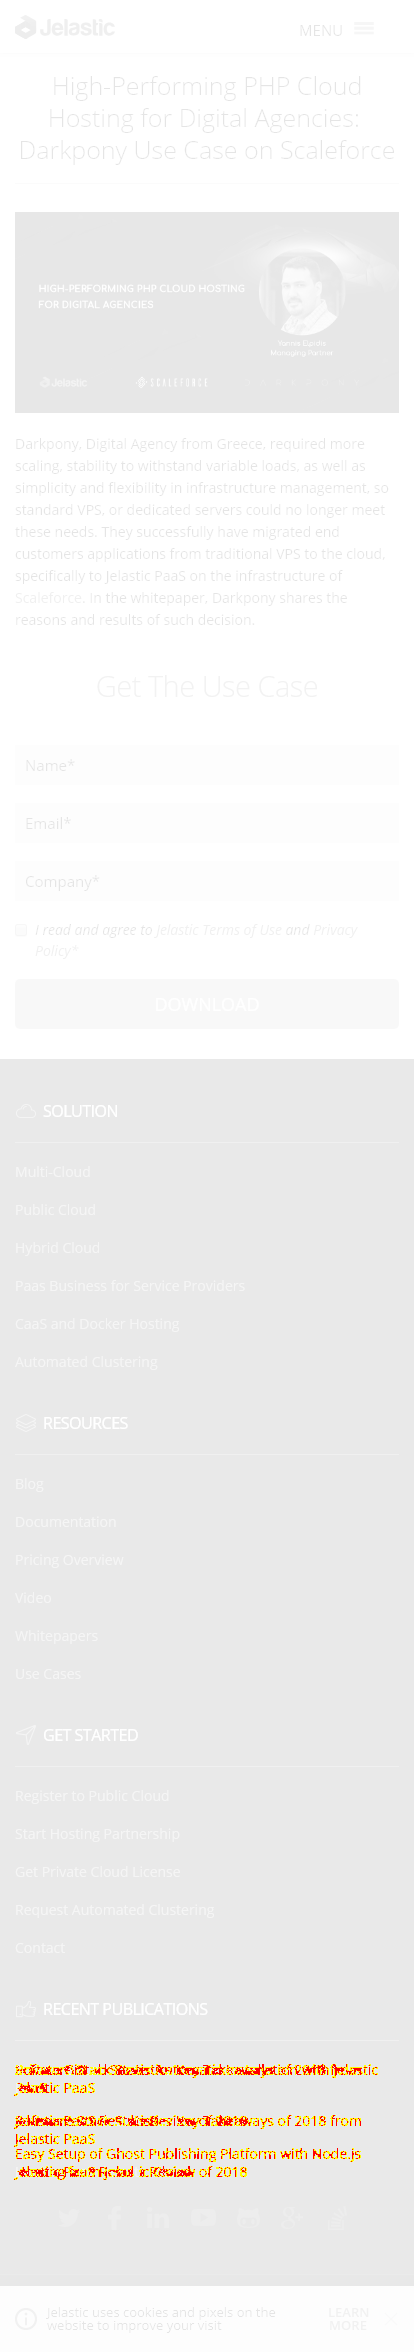 Jelastic
MENU
High-Performing PHP Cloud
Hosting for Digital Agencies:
Darkpony Use Case on Scaleforce
HIGH-PERFORMING PHP CLOUD HOSTING
FOR DIGITAL AGENCIES
Managing Partner
Jelastic
SCALEFORCE
Darkpony, Digital Agency from Greece, required more
scaling, stability to withstand variable loads, as well as
simplicity and flexibility in infrastructure management, so
standard VPS, or dedicated servers could no longer meet
these needs. They successfully have migrated end
customers applications from traditional VPS to the cloud,
specifically to Jelastic PaaS on the infrastructure of
Scaleforce. In the whitepaper, Darkpony shares the
reasons and results of such decision.
Get The Use Case
Name*
Email*
Company*
I read and agree to Jelastic Terms of Use and Privacy
Policy*
DOWNLOAD
SOLUTION
Multi-Cloud
Public Cloud
Hybrid Cloud
Paas Business for Service Providers
CaaS and Docker Hosting
Automated Clustering
RESOURCES
Blog
Documentation
Pricing Overview
Video
Whitepapers
Use Cases
GET STARTED
Register to Public Cloud
Start Hosting Partnership
Get Private Cloud License
Request Automated Clustering
Contact
RECENT PUBLICATIONS
Jelastic
Jelastic PaaS
of 2018 from
Jelastic PaaS
Easy Setup of Ghost Publishing Platform with Node.js
of 2018
Jelastic uses cookies and pixels on the
website to improve your visit
LEARN
MORE